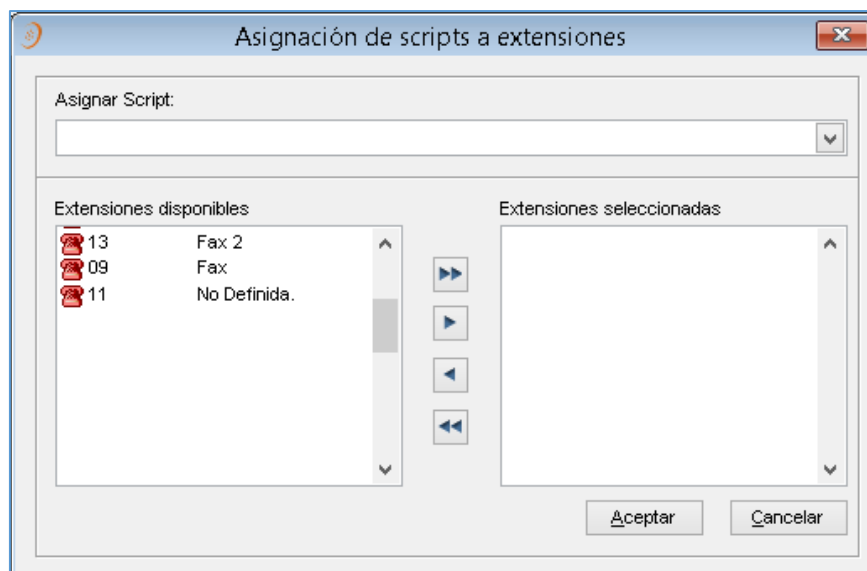 Asignación de scripts a extensiones
Asignar Script:
Extensiones disponibles
Extensiones seleccionadas
13 Fax 2
09 Fax
11 No Definida.
Aceptar
Cancelar